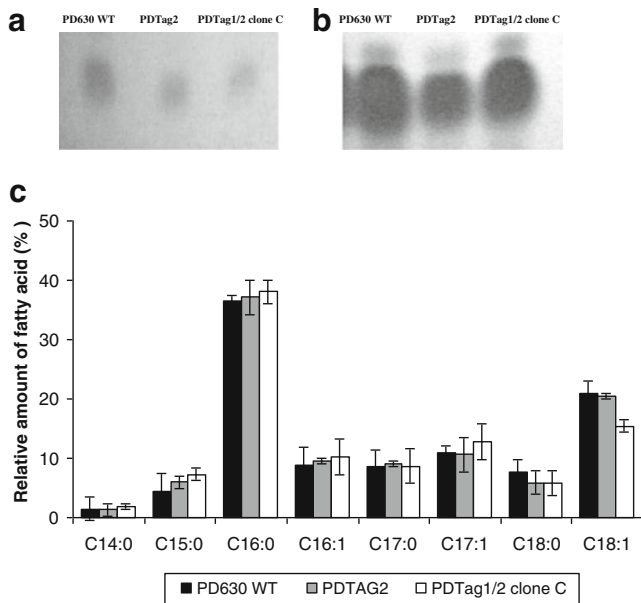 a
PD630 WT PDTag2 PDTag1/2 clone C
b
PD630 WT PDTag2 PDTag1/2 clone C
c
Relative amount of fatty acid (% )
50
40
30
20
10
0
C14:0 C15:0 C16:0 C16:1 C17:0 C17:1 C18:0 C18:1
PD630 WT PDTAG2 PDTag1/2 clone C